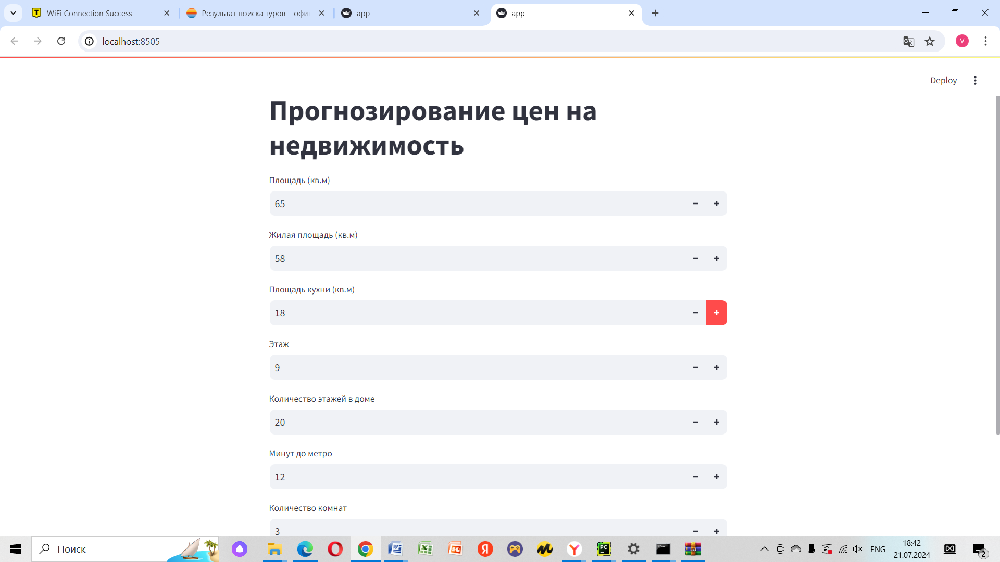 WiFi Connection Success
Результат поиска туров – офи
app
app
localhost:8505
V
Deploy
Прогнозирование цен на
недвижимость
Площадь (кв.м)
65
Жилая площадь (кв.м)
58
Площадь кухни (кв.м)
18
Этаж
9
Количество этажей в доме
20
Минут до метро
12
Количество комнат
3
Поиск
ENG
18:42
21.07.2024
2